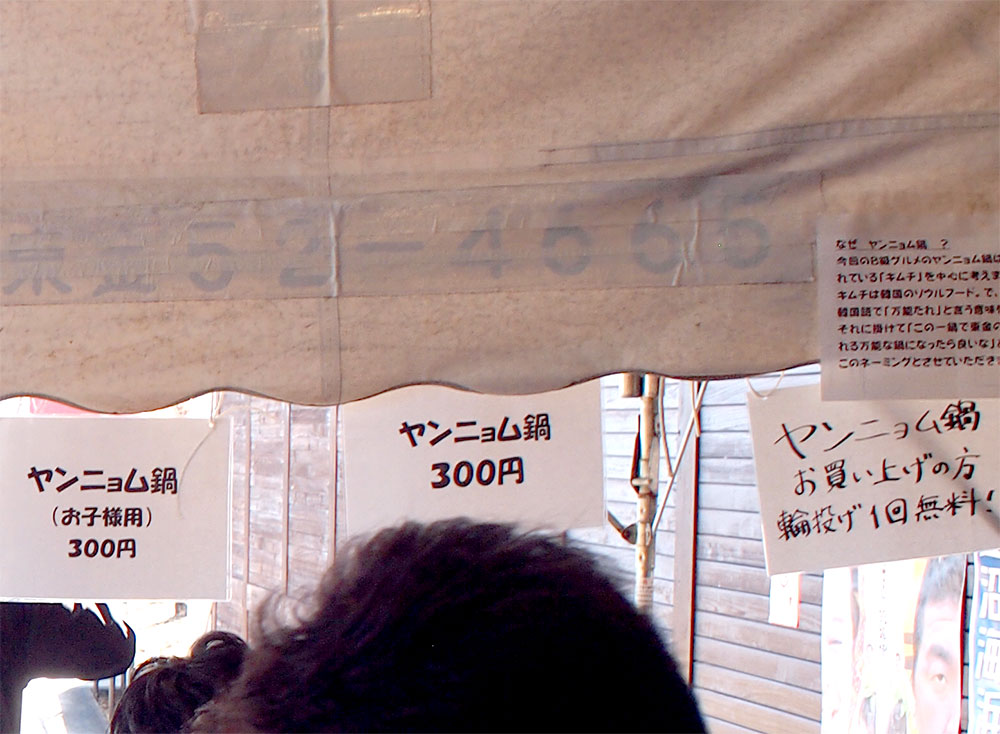 52-4565
なぜ ヤンニョム鍋 ?
今回のB級グルメのヤンニョム鍋は
れている「キムチ」を中心に考えま
キムチは韓国のソウルフード。で、
韓国語で「万能たれ」と言う意味
それに掛けて「この一鍋で東金の
れる万能な鍋になったら良いな」と
このネーミングとさせていただき
ヤンニョム鍋
(お子様用)
300円
ヤンニョム鍋
300円
ヤンニョム鍋
お買い上げの方
輪投げ1回無料!